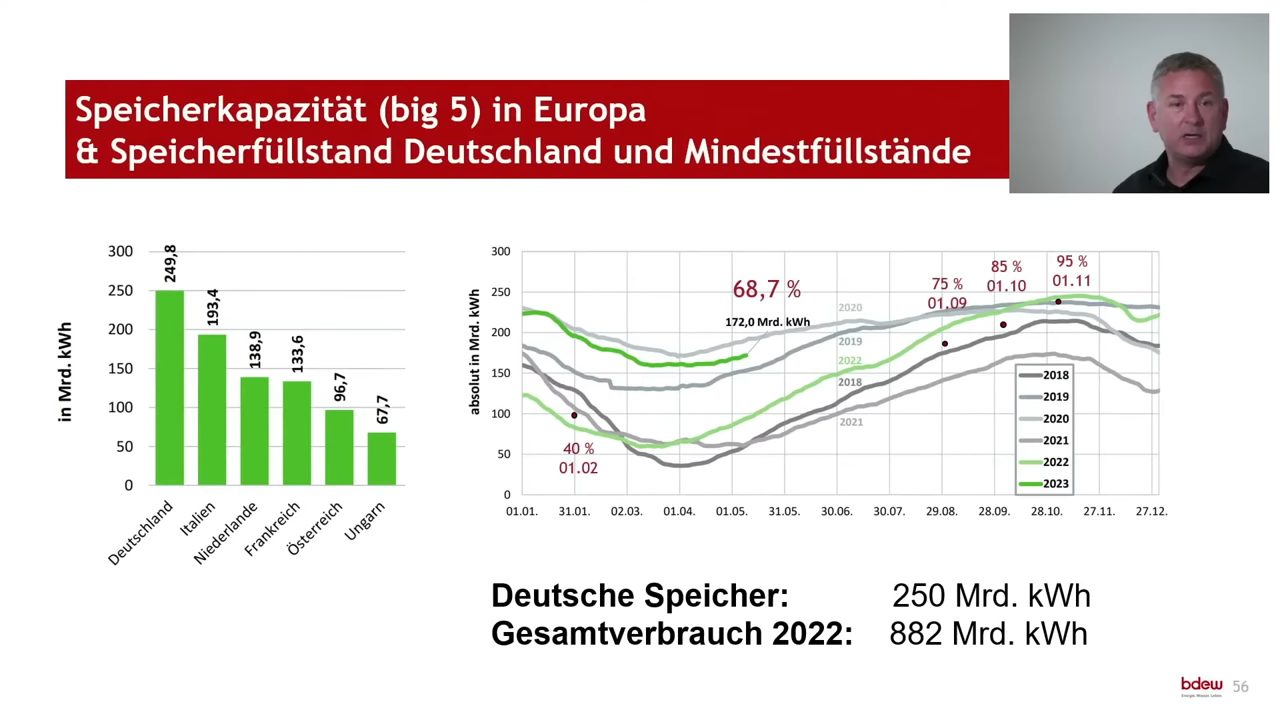 Speicherkapazität (big 5) in Europa
& Speicherfüllstand Deutschland und Mindestfüllstände
in Mrd. kWh
300
250
200
150
100
50
0
249,8
193,4
138,9
133,6
96,7
67,7
Deutschland
Italien
Niederlande
Frankreich
Österreich
Ungarn
absolut in Mrd. kWh
300
250
200
150
100
50
0
68,7 %
172,0 Mrd. kWh
40 %
01.02
75 %
01.09
85 %
01.10
95 %
01.11
2020
2019
2022
2018
2021
2018
2019
2020
2021
2022
2023
01.01. 31.01. 02.03. 01.04. 01.05. 31.05. 30.06. 30.07. 29.08. 28.09. 28.10. 27.11. 27.12.
Deutsche Speicher: 250 Mrd. kWh
Gesamtverbrauch 2022: 882 Mrd. kWh
bdew
Energie. Wasser. Leben.
56